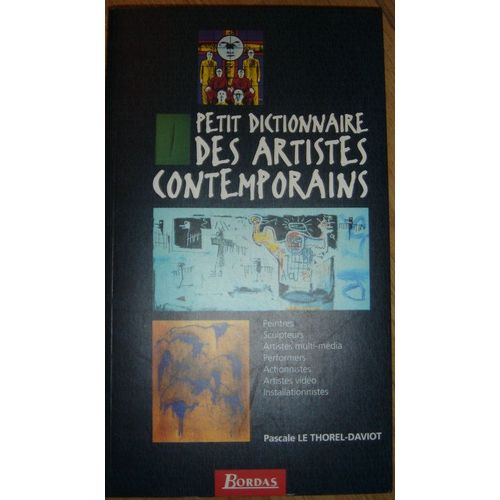 PETIT DICTIONNAIRE
DES ARTISTES
CONTEMPORAINS
Peintres
Sculpteurs
Artistes multi-média
Performers
Actionnistes
Artistes vidéo
Installationnistes
Pascale LE THOREL-DAVIOT
BORDAS